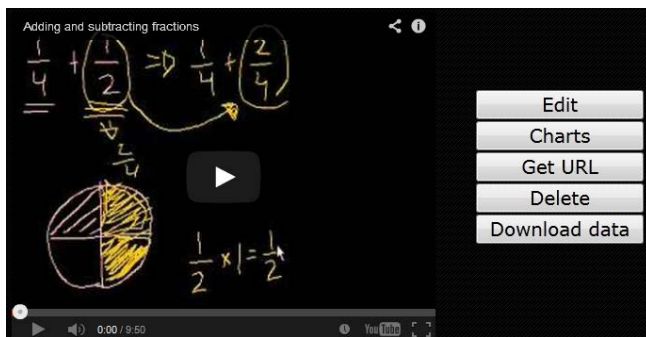 Adding and subtracting fractions
1/4 + 1/2 => 1/4 + 2/4
2/4
1/2 × 1 = 1/2
0:00 / 9:50
YouTube
Edit
Charts
Get URL
Delete
Download data